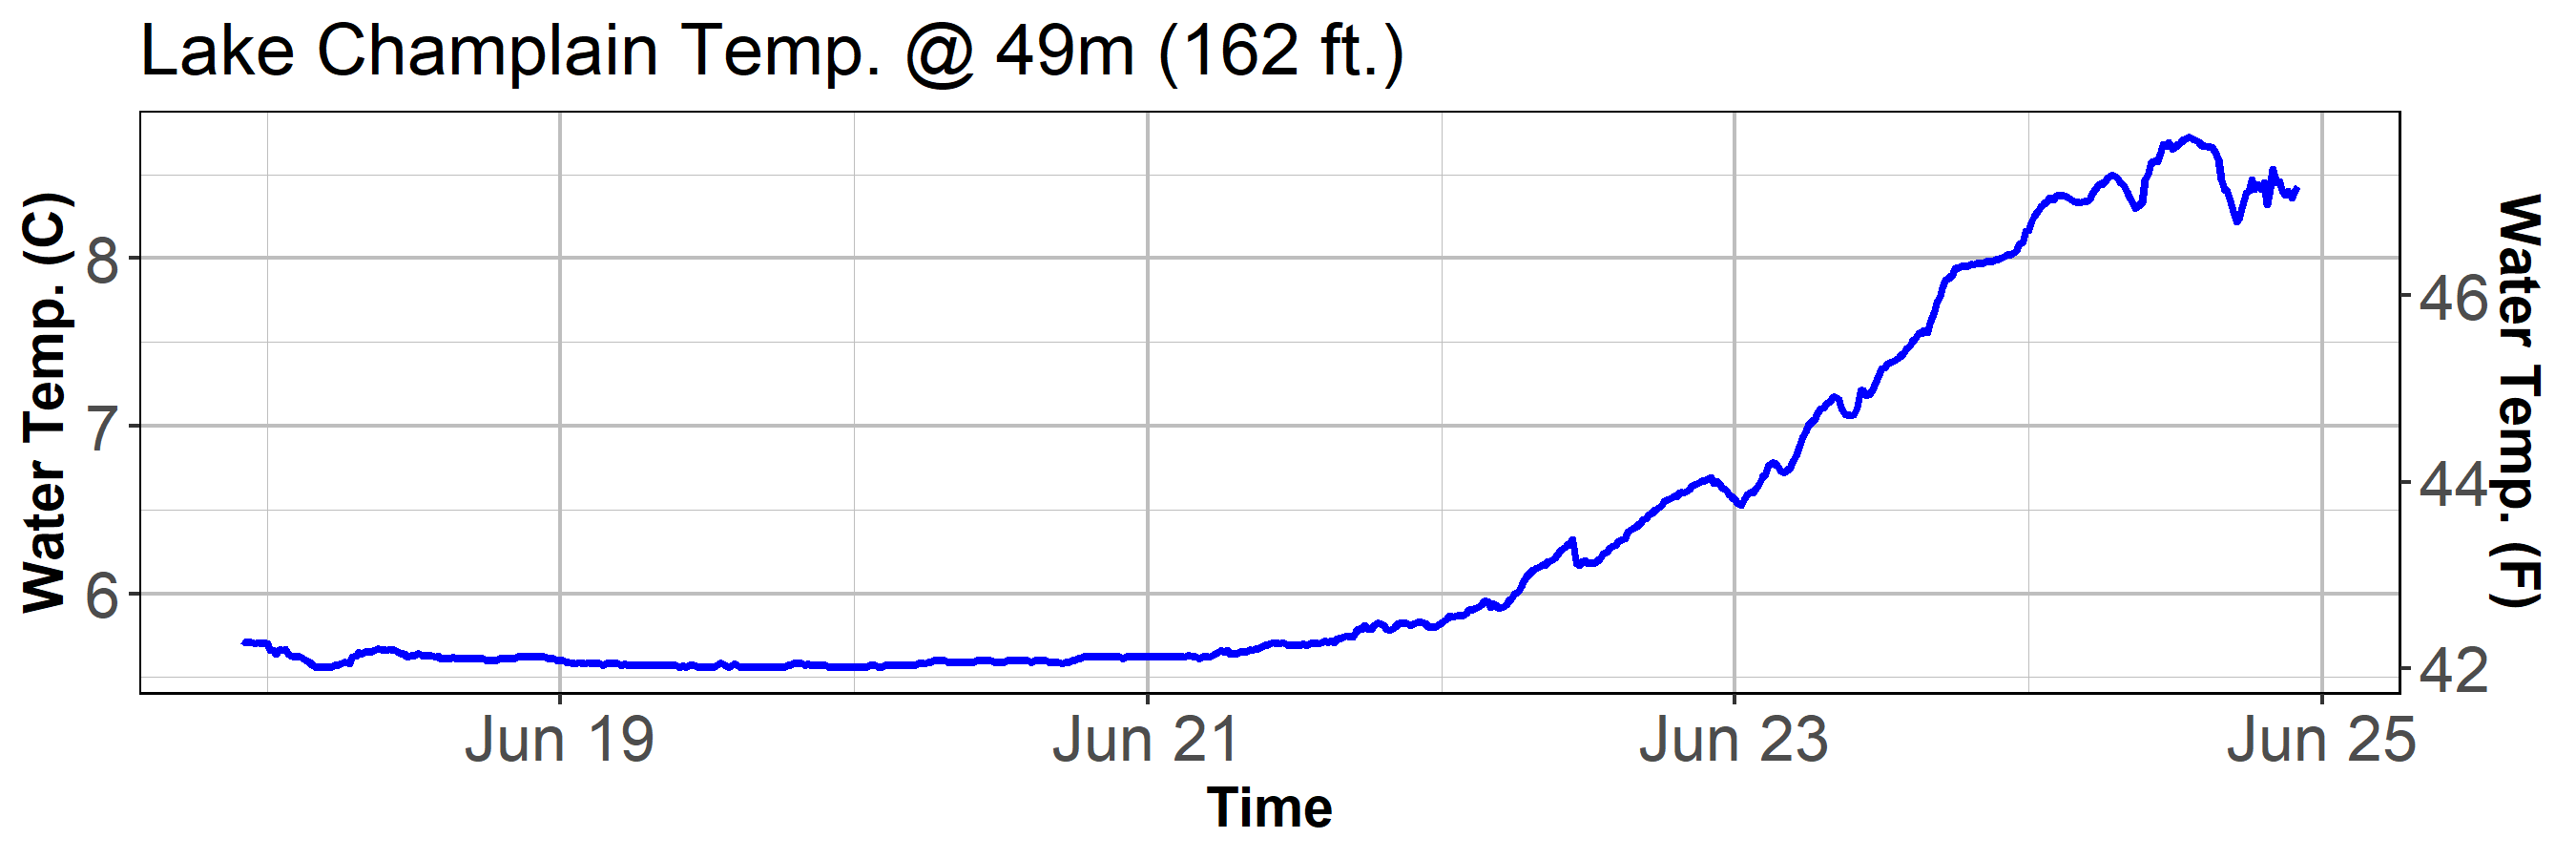 Lake Champlain Temp. @ 49m (162 ft.)
Water Temp. (C)
8
7
6
46
44
42
Water Temp. (F)
Jun 19
Jun 21
Jun 23
Jun 25
Time